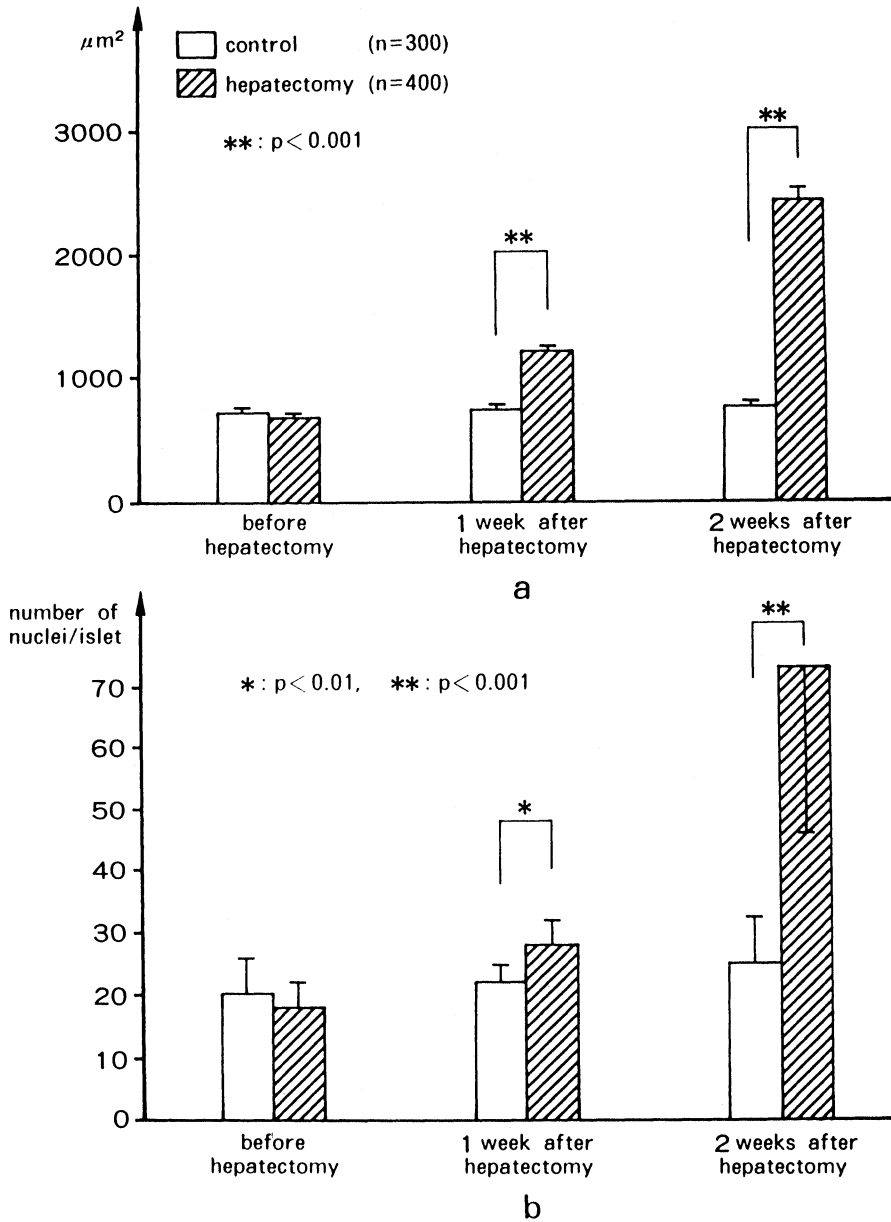 μm²
control (n=300)
hepatectomy (n=400)
** : p < 0.001
3000
2000
1000
0
**
**
before
hepatectomy
1 week after
hepatectomy
2 weeks after
hepatectomy
a
number of
nuclei/islet
* : p < 0.01, ** : p < 0.001
70
60
50
40
30
20
10
0
*
**
before
hepatectomy
1 week after
hepatectomy
2 weeks after
hepatectomy
b